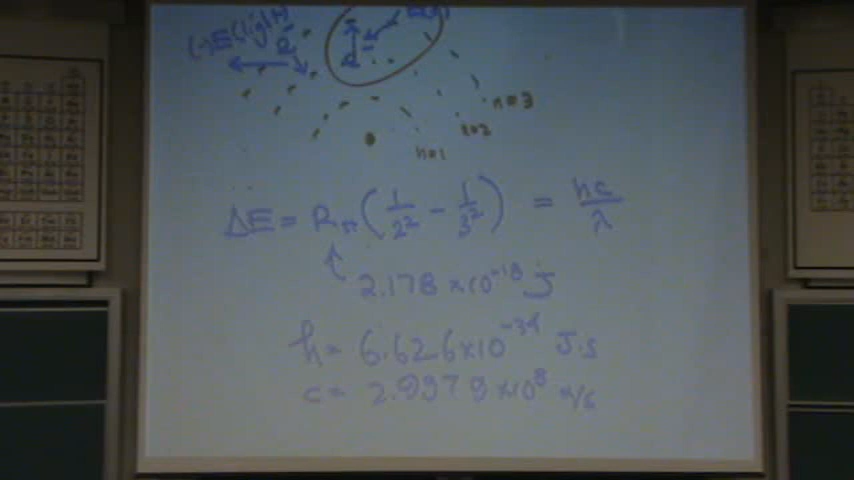 (-)E (light)
n=3
n=2
n=1
ΔE = R_H (1/2² - 1/3²) = hc/λ
2.178 × 10⁻¹⁸ J
h = 6.626 × 10⁻³⁴ J·s
c = 2.9979 × 10⁸ m/s